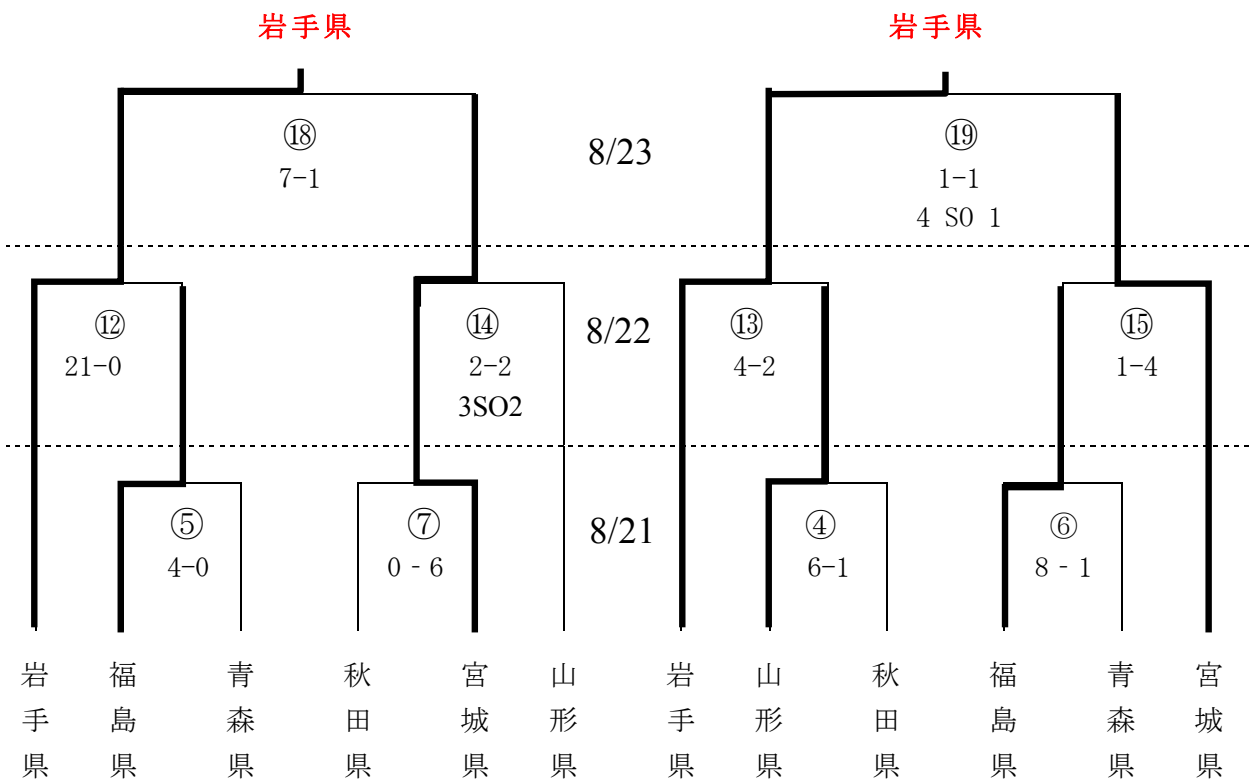 岩手県 岩手県
⑱ 8/23 ⑲
7-1 1-1
4 SO 1
⑫ ⑭ 8/22 ⑬ ⑮
21-0 2-2 4-2 1-4
3SO2
⑤ ⑦ 8/21 ④ ⑥
4-0 0 - 6 6-1 8 - 1
岩手県 福島県 青森県 秋田県 宮城県 山形県 岩手県 山形県 秋田県 福島県 青森県 宮城県